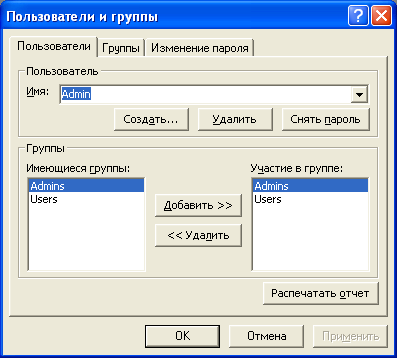 Пользователи и группы
Пользователи Группы Изменение пароля
Пользователь
Имя: Admin
Создать... Удалить Снять пароль
Группы
Имеющиеся группы: Участие в группе:
Admins Admins
Users Users
Добавить >>
<< Удалить
Распечатать отчет
OK Отмена Применить